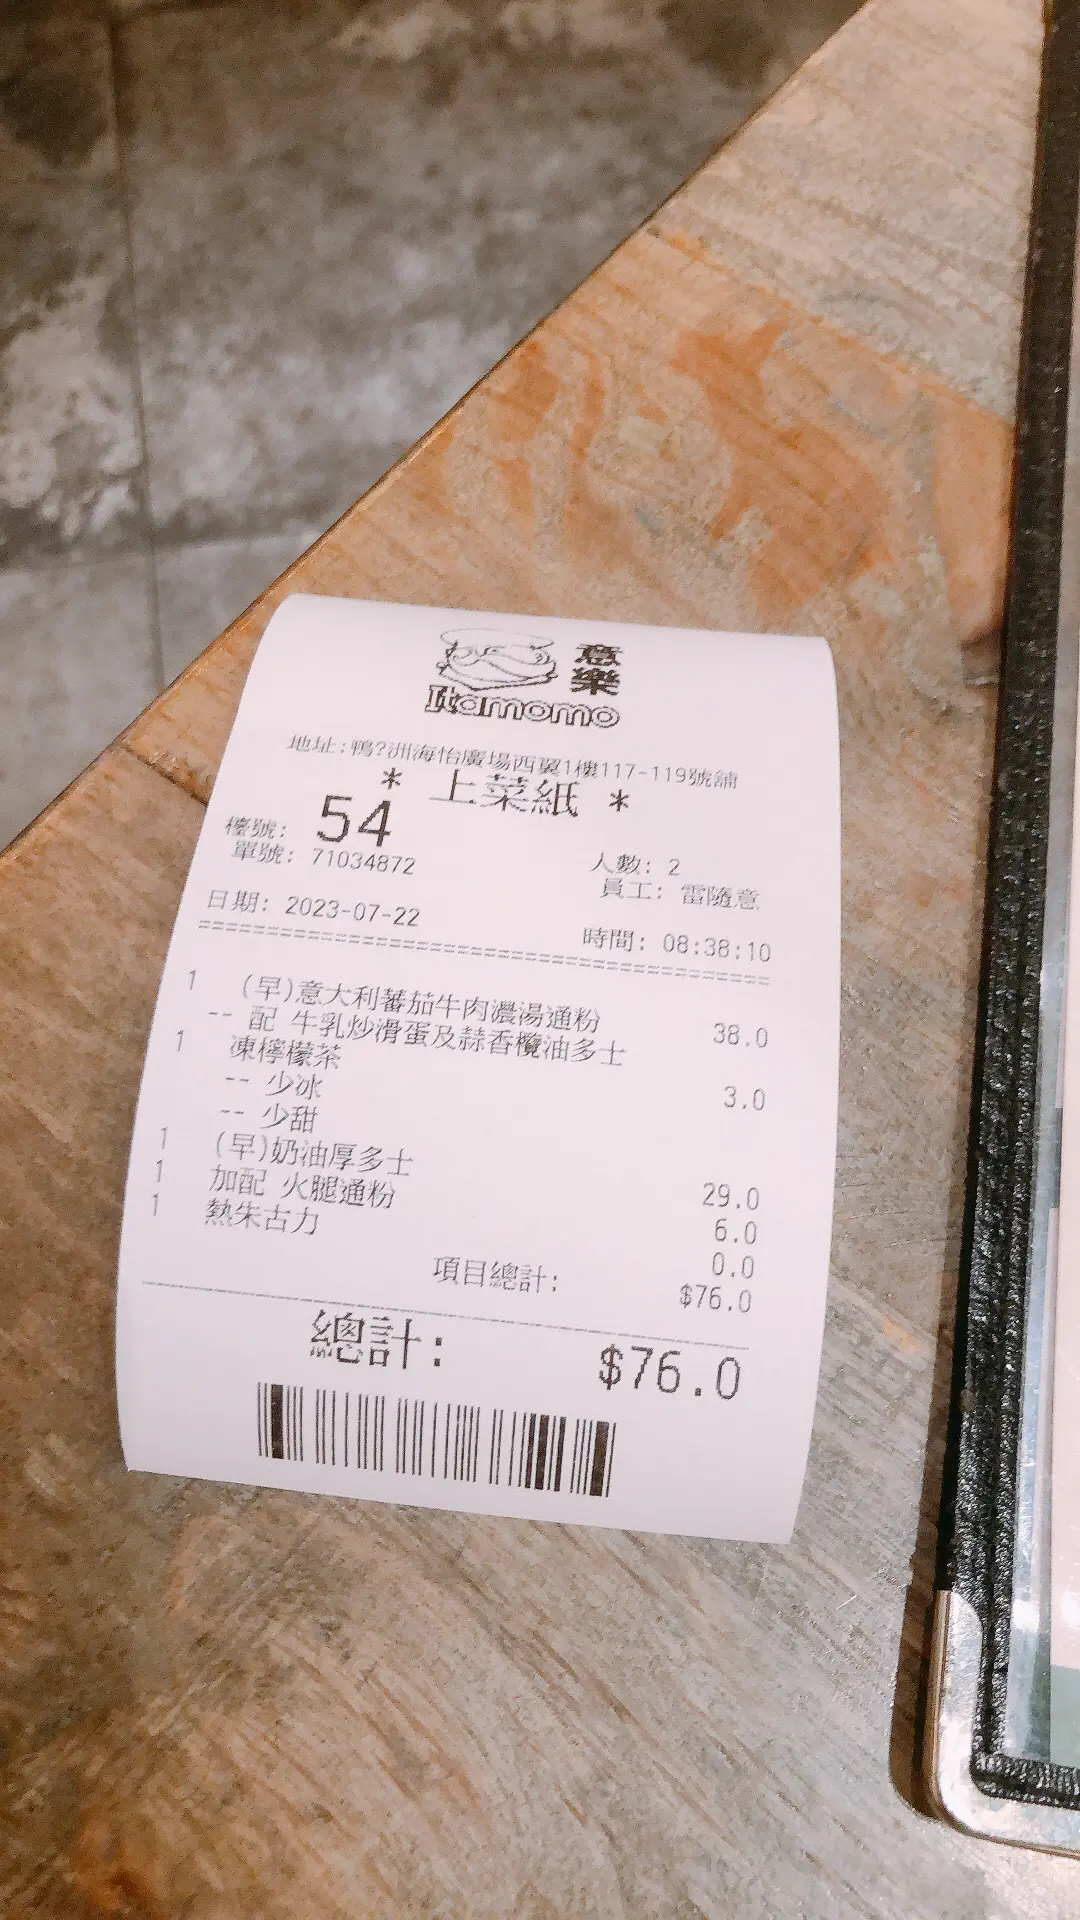 意樂
Itamomo
地址:鴨?洲海怡廣場西翼1樓117-119號舖
* 上菜紙 *
檯號: 54
人數: 2
單號: 71034872
員工: 雷隨意
日期: 2023-07-22
時間: 08:38:10
1 (早)意大利蕃茄牛肉濃湯通粉 38.0
-- 配 牛乳炒滑蛋及蒜香欖油多士
1 凍檸檬茶 3.0
-- 少冰
-- 少甜
1 (早)奶油厚多士 29.0
1 加配 火腿通粉 6.0
1 熱朱古力 0.0
項目總計: $76.0
總計: $76.0